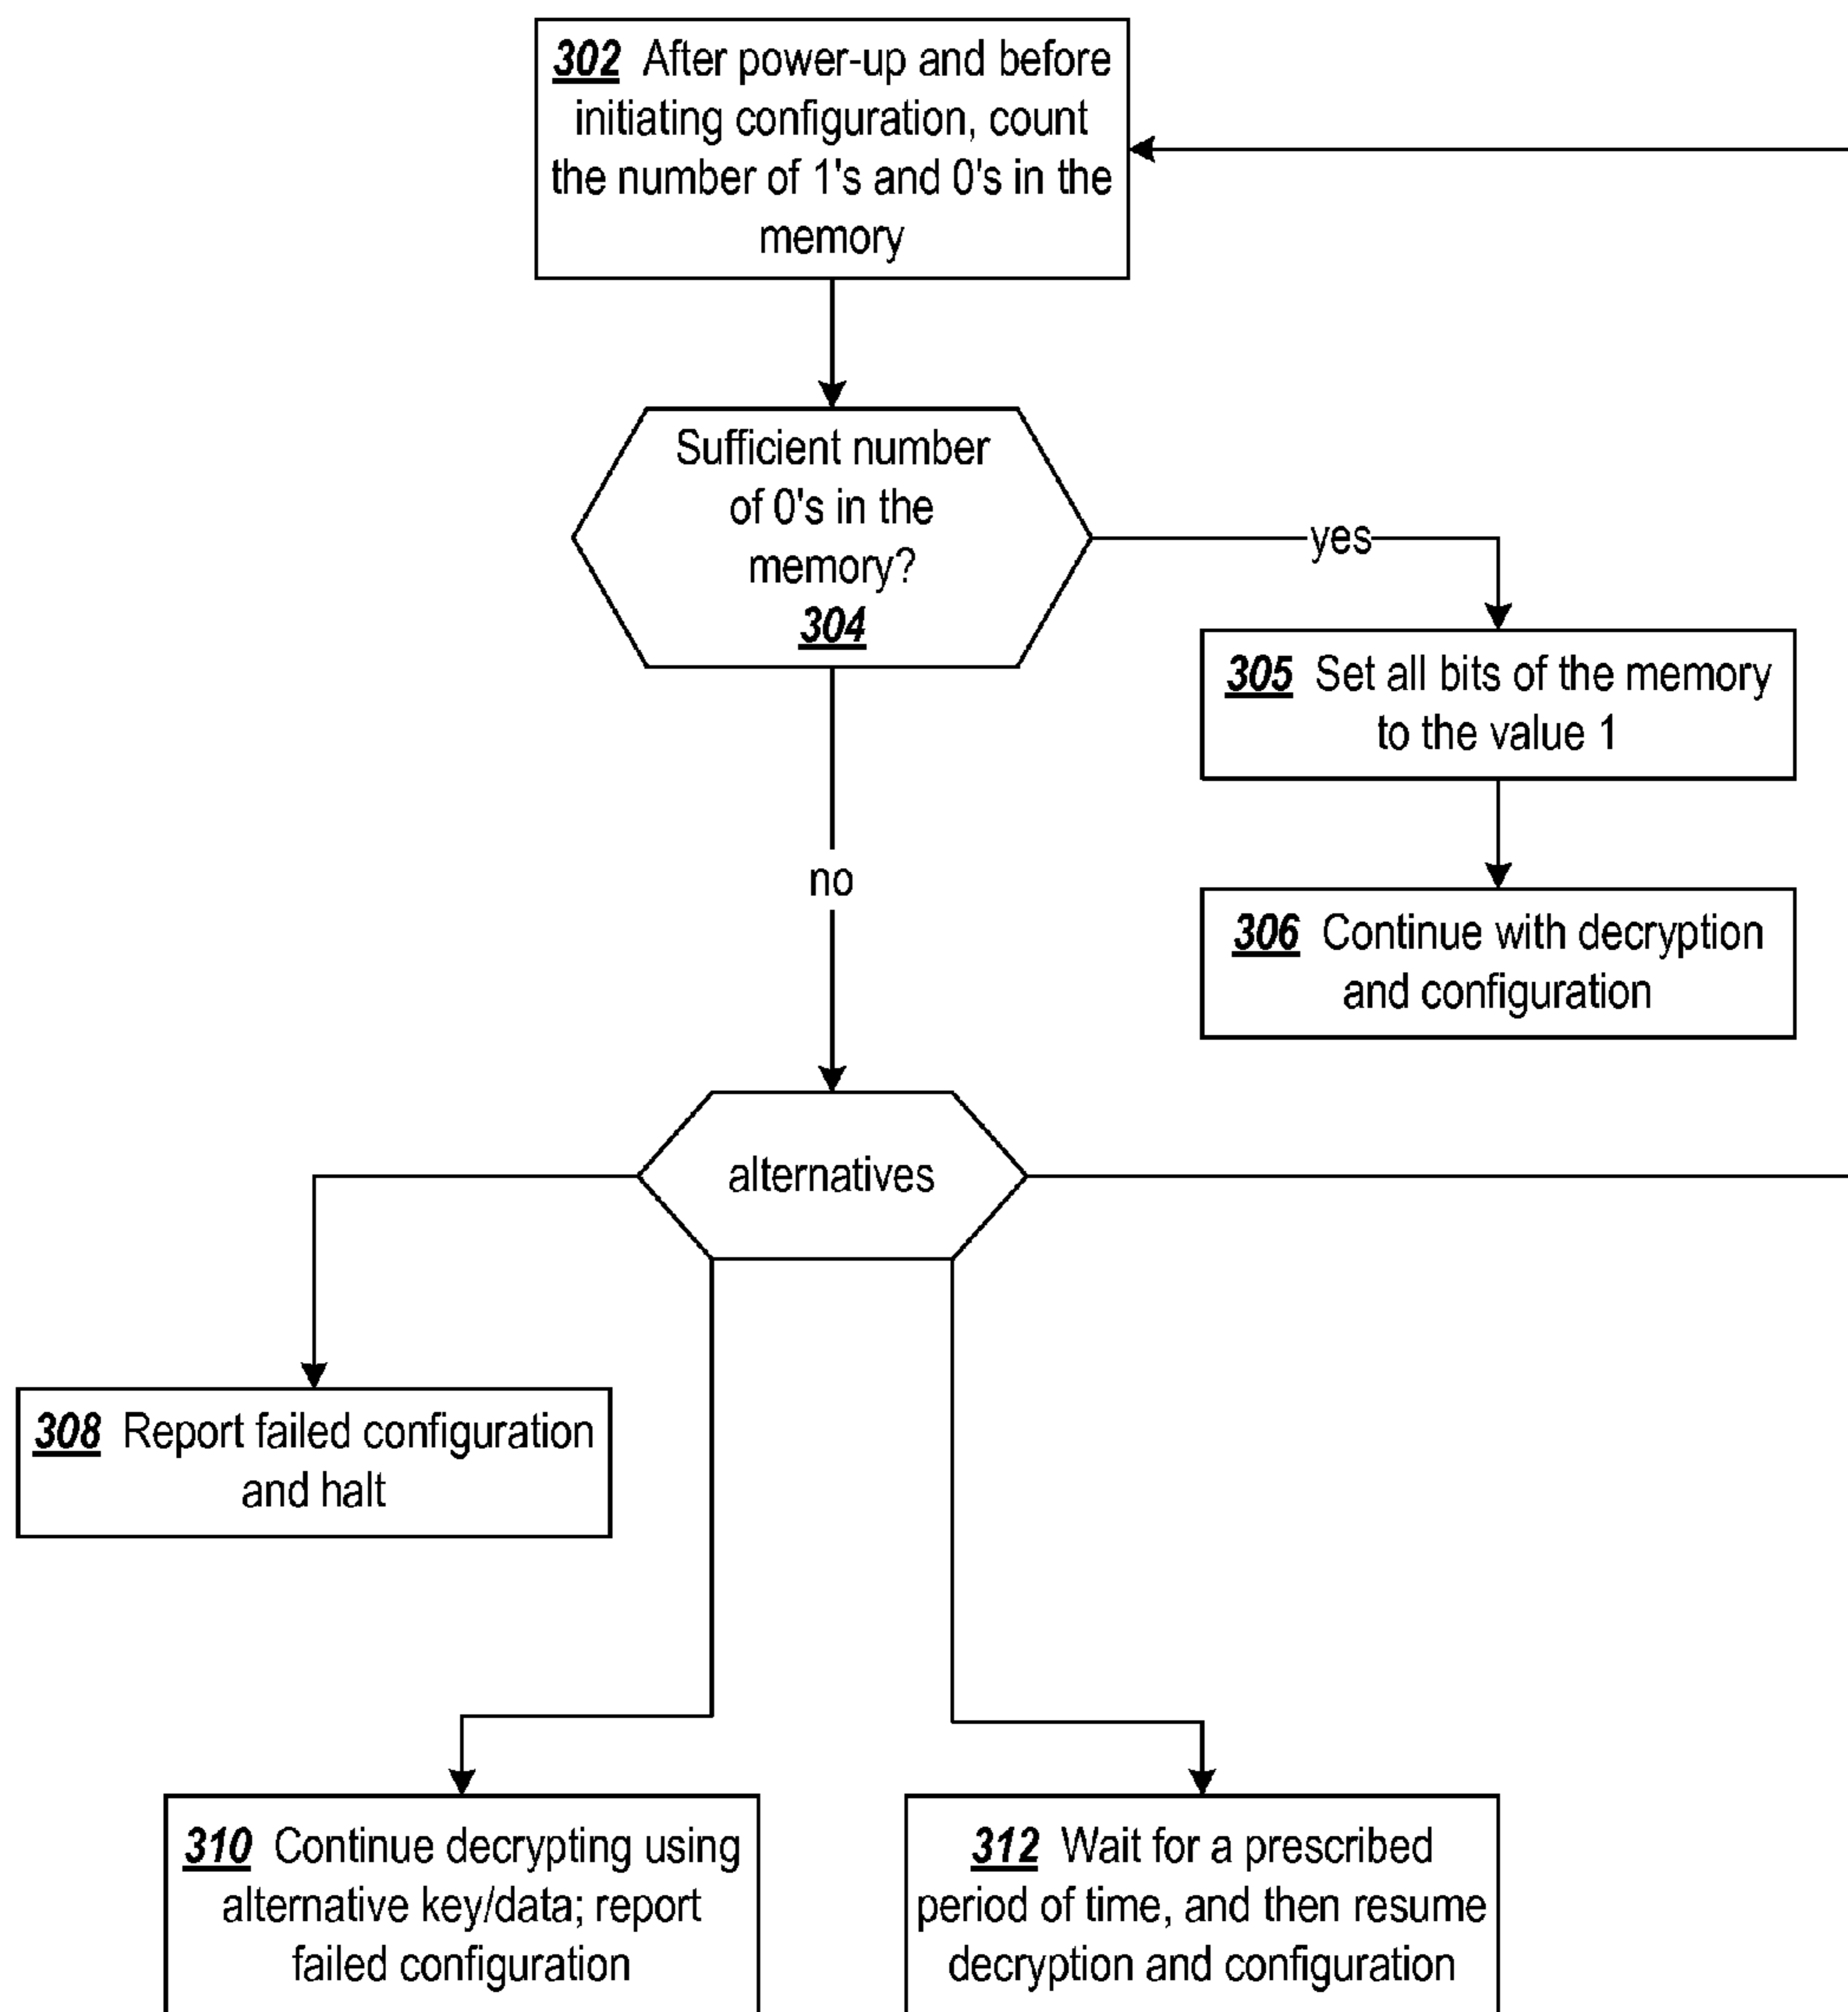 302 After power-up and before
initiating configuration, count
the number of 1's and 0's in the
memory
Sufficient number
of 0's in the
memory?
304
yes
305 Set all bits of the memory
to the value 1
no
306 Continue with decryption
and configuration
alternatives
308 Report failed configuration
and halt
310 Continue decrypting using
alternative key/data; report
failed configuration
312 Wait for a prescribed
period of time, and then resume
decryption and configuration